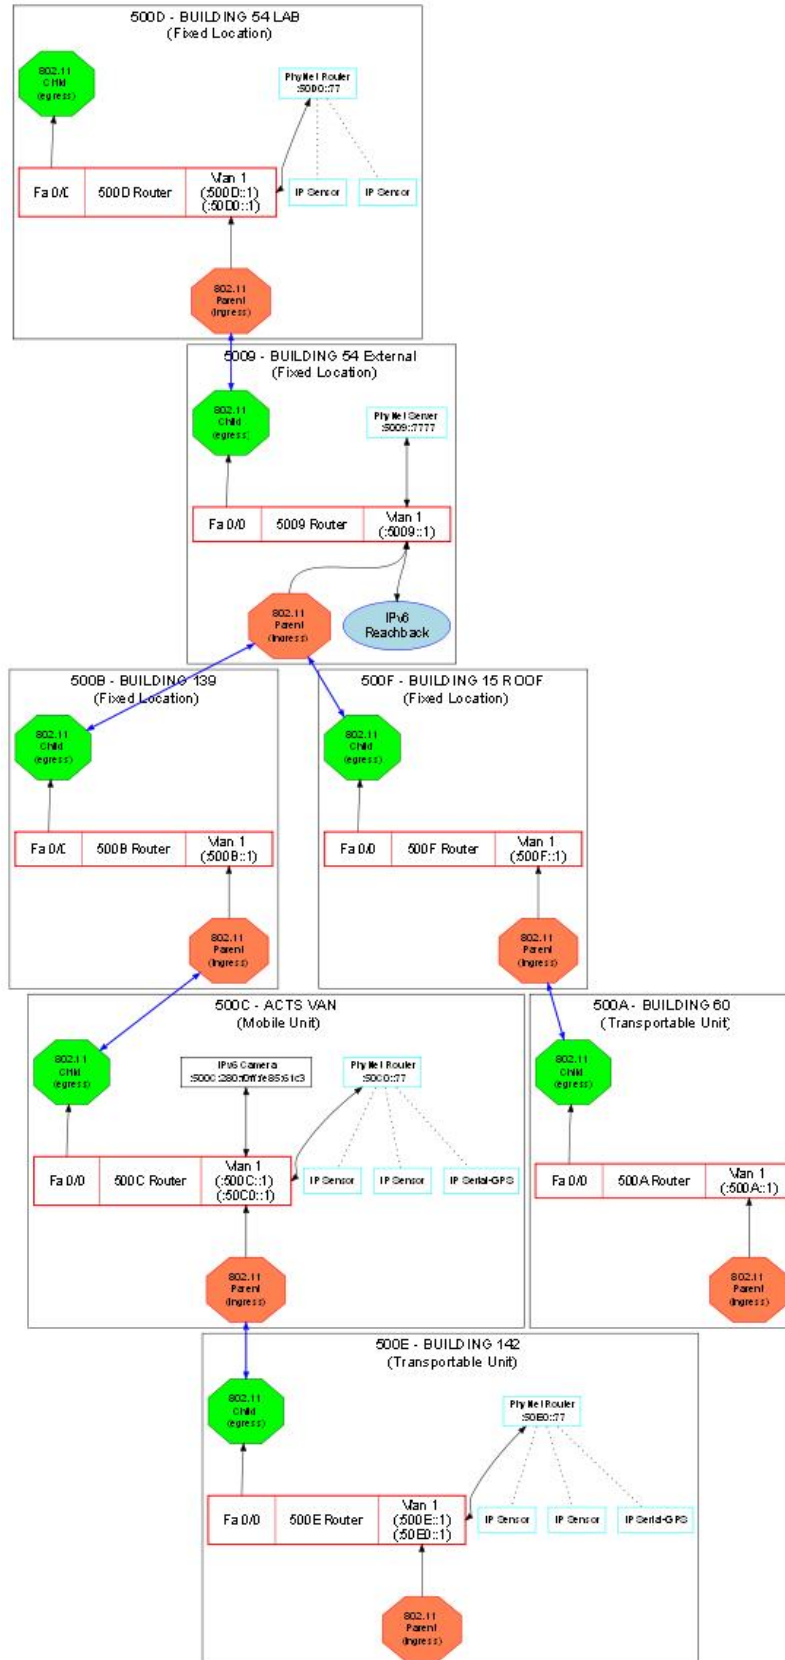 500D - BUILDING 54 LAB
(Fixed Location)
802.11
Child
(egress)
PhyNet Router
:50D0::77
Fa 0/0
500D Router
Vlan 1
(:500D::1)
(:50D0::1)
IP Sensor
IP Sensor
802.11
Parent
(ingress)
5009 - BUILDING 54 External
(Fixed Location)
802.11
Child
(egress)
PhyNet Server
:5009::7777
Fa 0/0
5009 Router
Vlan 1
(:5009::1)
802.11
Parent
(ingress)
IPv6
Reachback
500B - BUILDING 139
(Fixed Location)
802.11
Child
(egress)
Fa 0/0
500B Router
Vlan 1
(:500B::1)
802.11
Parent
(ingress)
500F - BUILDING 15 ROOF
(Fixed Location)
802.11
Child
(egress)
Fa 0/0
500F Router
Vlan 1
(:500F::1)
802.11
Parent
(ingress)
500C - ACTS VAN
(Mobile Unit)
802.11
Child
(egress)
IPv6 Camera
PhyNet Router
:50C0::77
Fa 0/0
500C Router
Vlan 1
(:500C::1)
(:50C0::1)
IP Sensor
IP Sensor
IP Serial-GPS
802.11
Parent
(ingress)
500A - BUILDING 60
(Transportable Unit)
802.11
Child
(egress)
Fa 0/0
500A Router
Vlan 1
(:500A::1)
802.11
Parent
(ingress)
500E - BUILDING 142
(Transportable Unit)
802.11
Child
(egress)
PhyNet Router
:50E0::77
Fa 0/0
500E Router
Vlan 1
(:500E::1)
(:50E0::1)
IP Sensor
IP Sensor
IP Serial-GPS
802.11
Parent
(ingress)